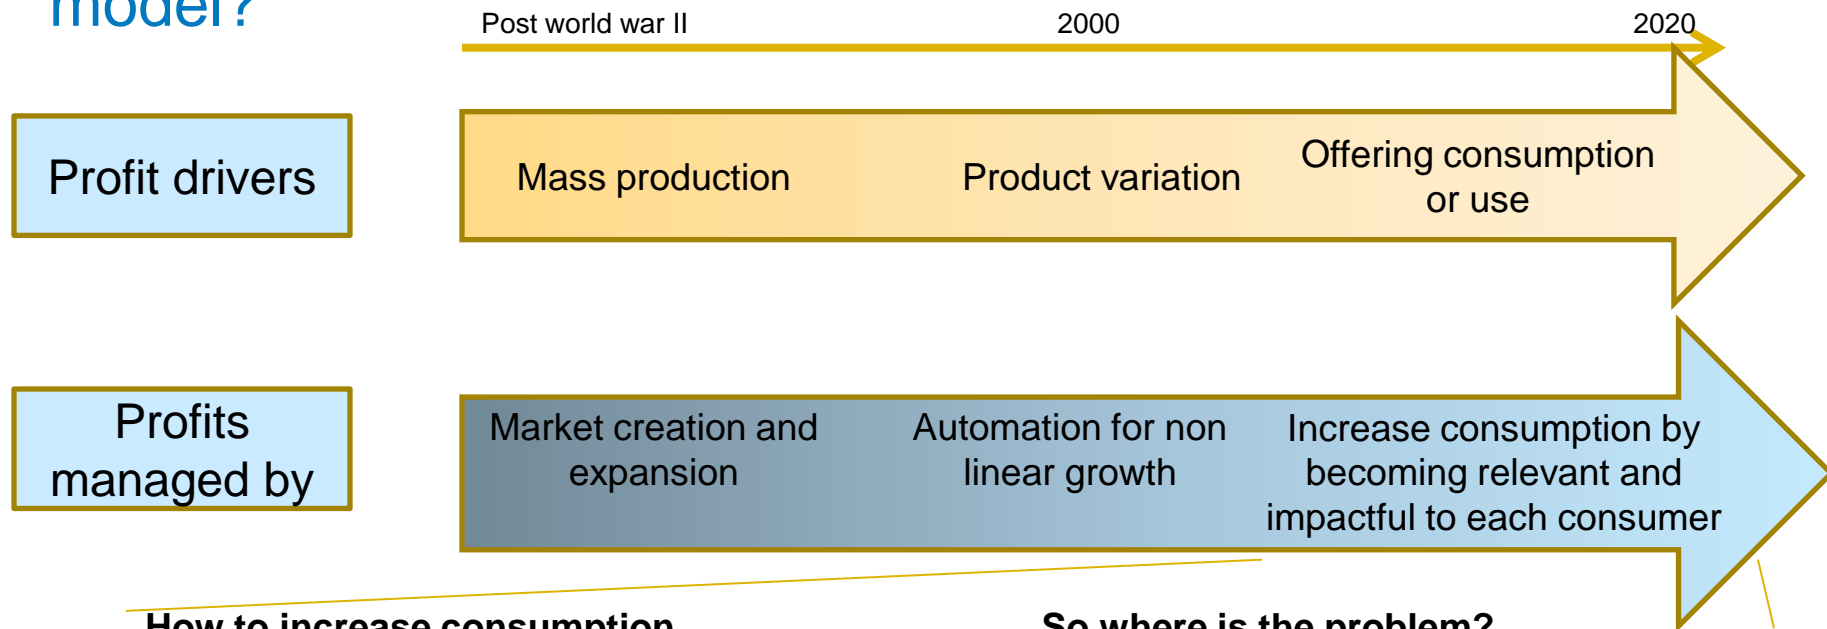 model?
Post world war II 2000 2020
Profit drivers
Mass production
Product variation
Offering consumption
or use
Profits
managed by
Market creation and
expansion
Automation for non
linear growth
Increase consumption by
becoming relevant and
impactful to each consumer
How to increase consumption
So where is the problem?